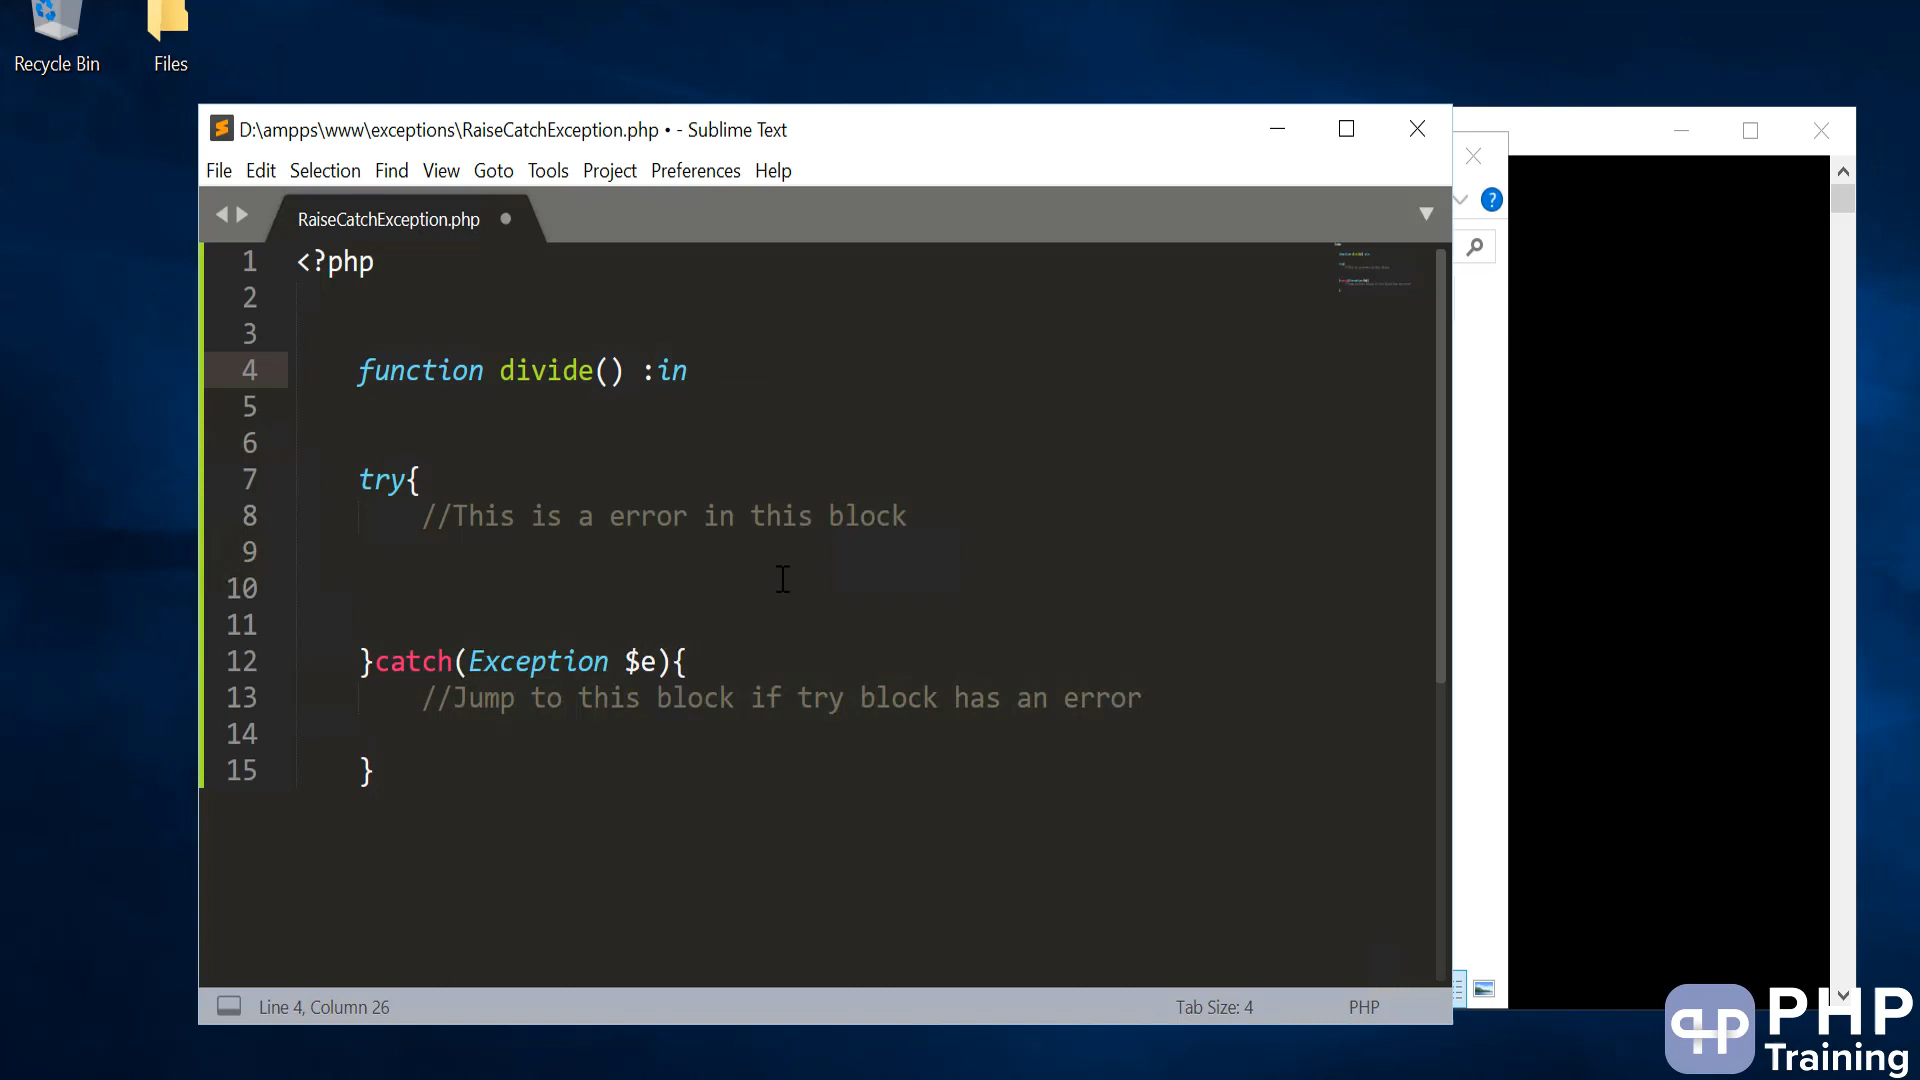 Recycle Bin
Files
D:\ampps\www\exceptions\RaiseCatchException.php • - Sublime Text
File Edit Selection Find View Goto Tools Project Preferences Help
RaiseCatchException.php
1 <?php
2
3
4 function divide() :in
5
6
7 try{
8 //This is a error in this block
9
10
11
12 }catch(Exception $e){
13 //Jump to this block if try block has an error
14
15 }
Line 4, Column 26
Tab Size: 4
PHP
PHP
Training